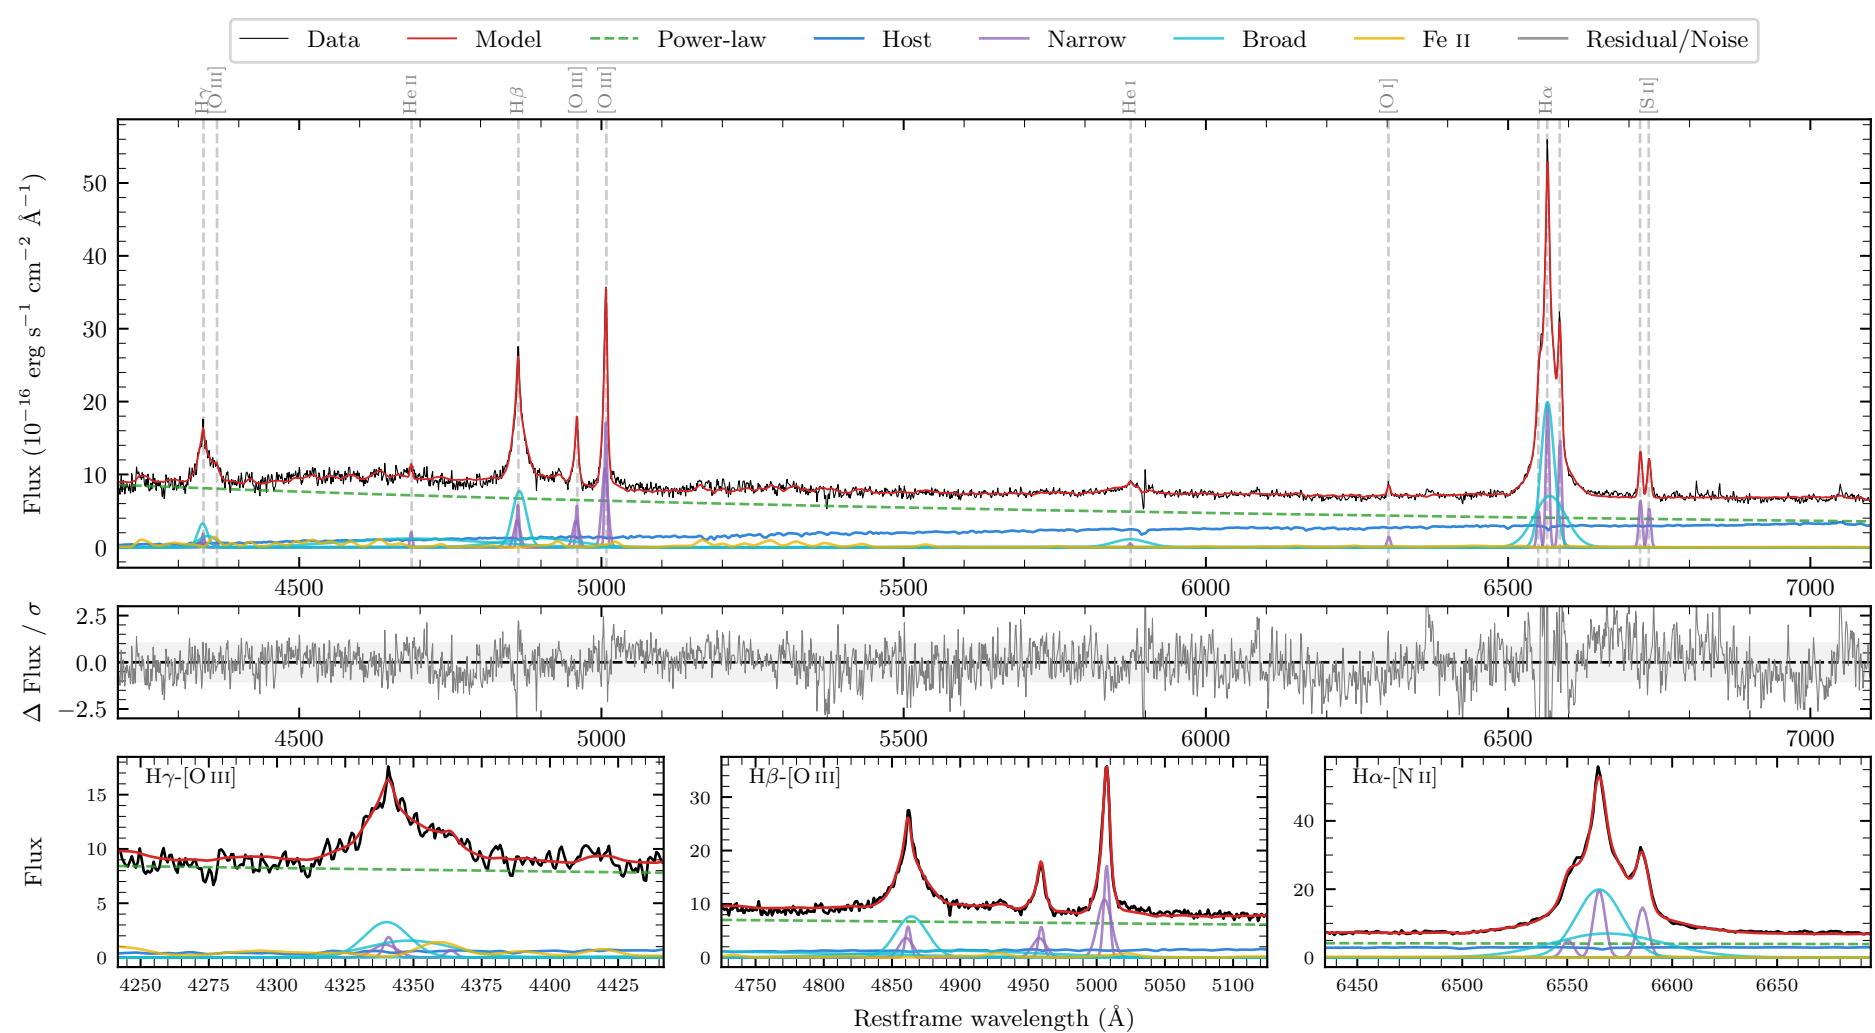 Data Model Power-law Host Narrow Broad Fe II Residual/Noise
Hγ [O III] He II Hβ [O III] [O III] He I [O I] Hα [S II]
Flux (10⁻¹⁶ erg s⁻¹ cm⁻² Å⁻¹)
50
40
30
20
10
0
4500 5000 5500 6000 6500 7000
Δ Flux / σ
2.5
0.0
−2.5
4500 5000 5500 6000 6500 7000
Flux
Hγ-[O III]
15
10
5
0
4250 4275 4300 4325 4350 4375 4400 4425
Hβ-[O III]
30
20
10
0
4750 4800 4850 4900 4950 5000 5050 5100
Hα-[N II]
40
20
0
6450 6500 6550 6600 6650
Restframe wavelength (Å)